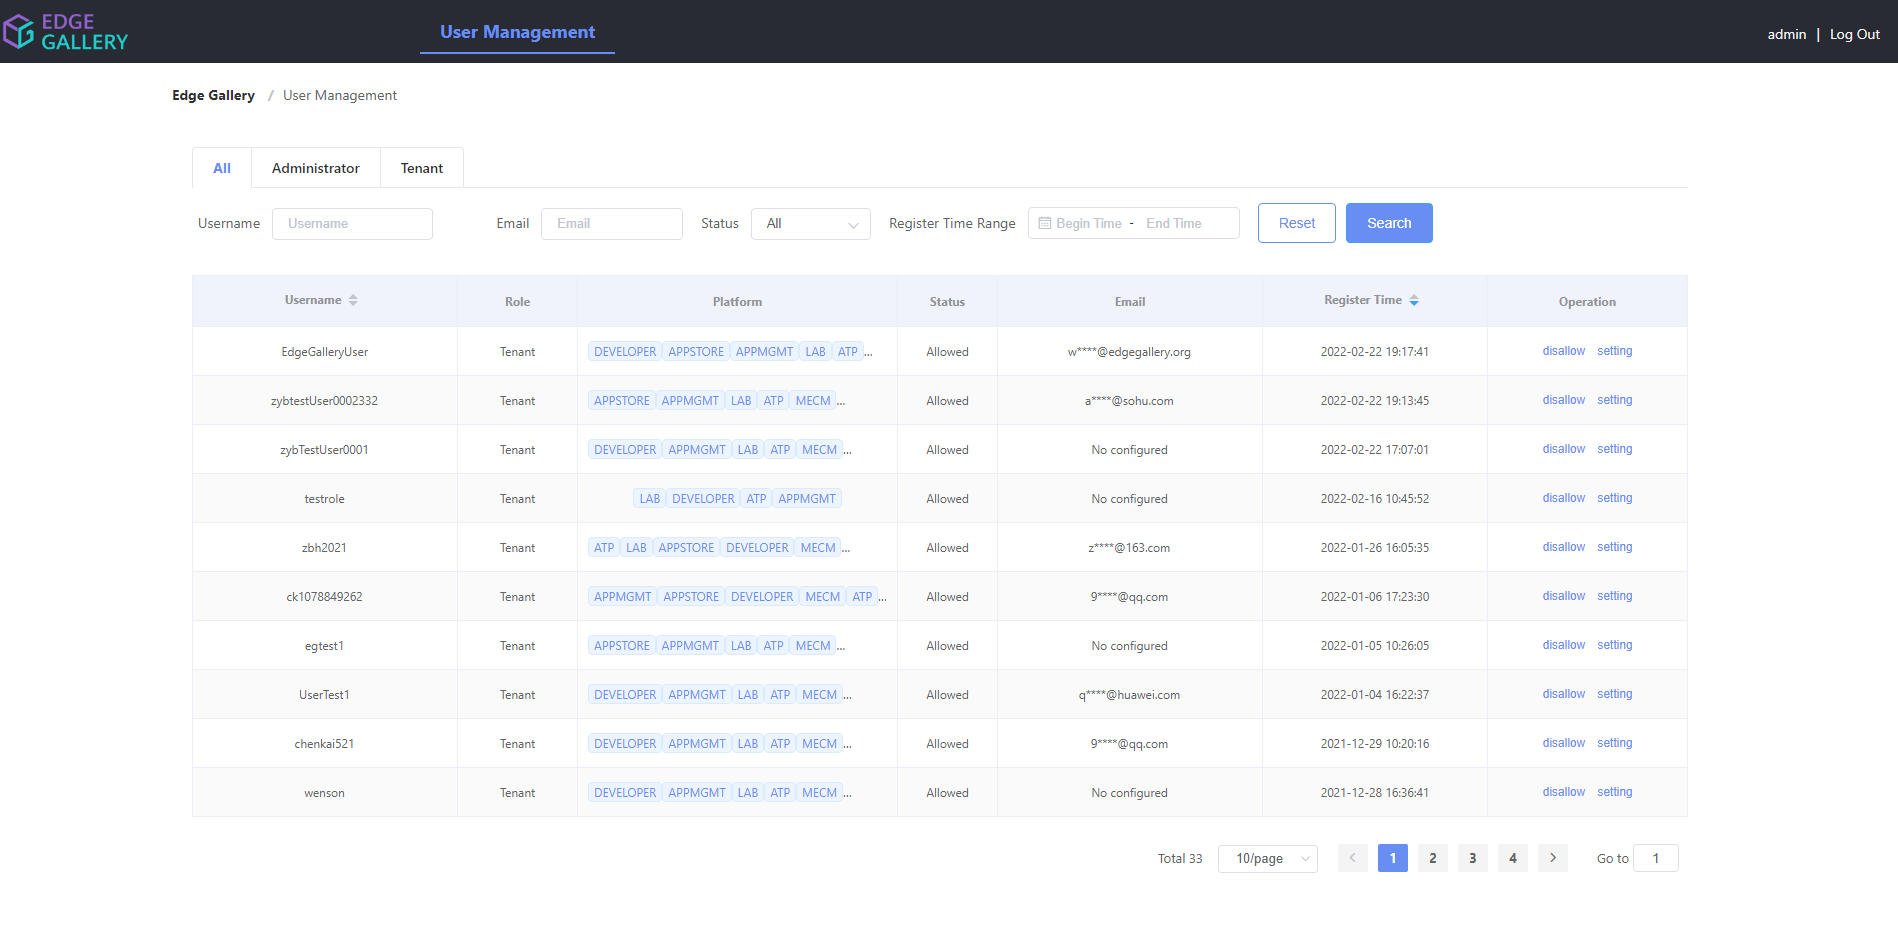 EDGE GALLERY
User Management
admin | Log Out
Edge Gallery / User Management
All Administrator Tenant
Username Username Email Email Status All Register Time Range Begin Time - End Time Reset Search
Username Role Platform Status Email Register Time Operation
EdgeGalleryUser Tenant DEVELOPER APPSTORE APPMGMT LAB ATP ... Allowed w****@edgegallery.org 2022-02-22 19:17:41 disallow setting
zybtestUser0002332 Tenant APPSTORE APPMGMT LAB ATP MECM ... Allowed a****@sohu.com 2022-02-22 19:13:45 disallow setting
zybTestUser0001 Tenant DEVELOPER APPMGMT LAB ATP MECM ... Allowed No configured 2022-02-22 17:07:01 disallow setting
testrole Tenant LAB DEVELOPER ATP APPMGMT Allowed No configured 2022-02-16 10:45:52 disallow setting
zbh2021 Tenant ATP LAB APPSTORE DEVELOPER MECM ... Allowed z****@163.com 2022-01-26 16:05:35 disallow setting
ck1078849262 Tenant APPMGMT APPSTORE DEVELOPER MECM ATP ... Allowed 9****@qq.com 2022-01-06 17:23:30 disallow setting
egtest1 Tenant APPSTORE APPMGMT LAB ATP MECM ... Allowed No configured 2022-01-05 10:26:05 disallow setting
UserTest1 Tenant DEVELOPER APPMGMT LAB ATP MECM ... Allowed q****@huawei.com 2022-01-04 16:22:37 disallow setting
chenkai521 Tenant DEVELOPER APPMGMT LAB ATP MECM ... Allowed 9****@qq.com 2021-12-29 10:20:16 disallow setting
wenson Tenant DEVELOPER APPMGMT LAB ATP MECM ... Allowed No configured 2021-12-28 16:36:41 disallow setting
Total 33 10/page < 1 2 3 4 > Go to 1